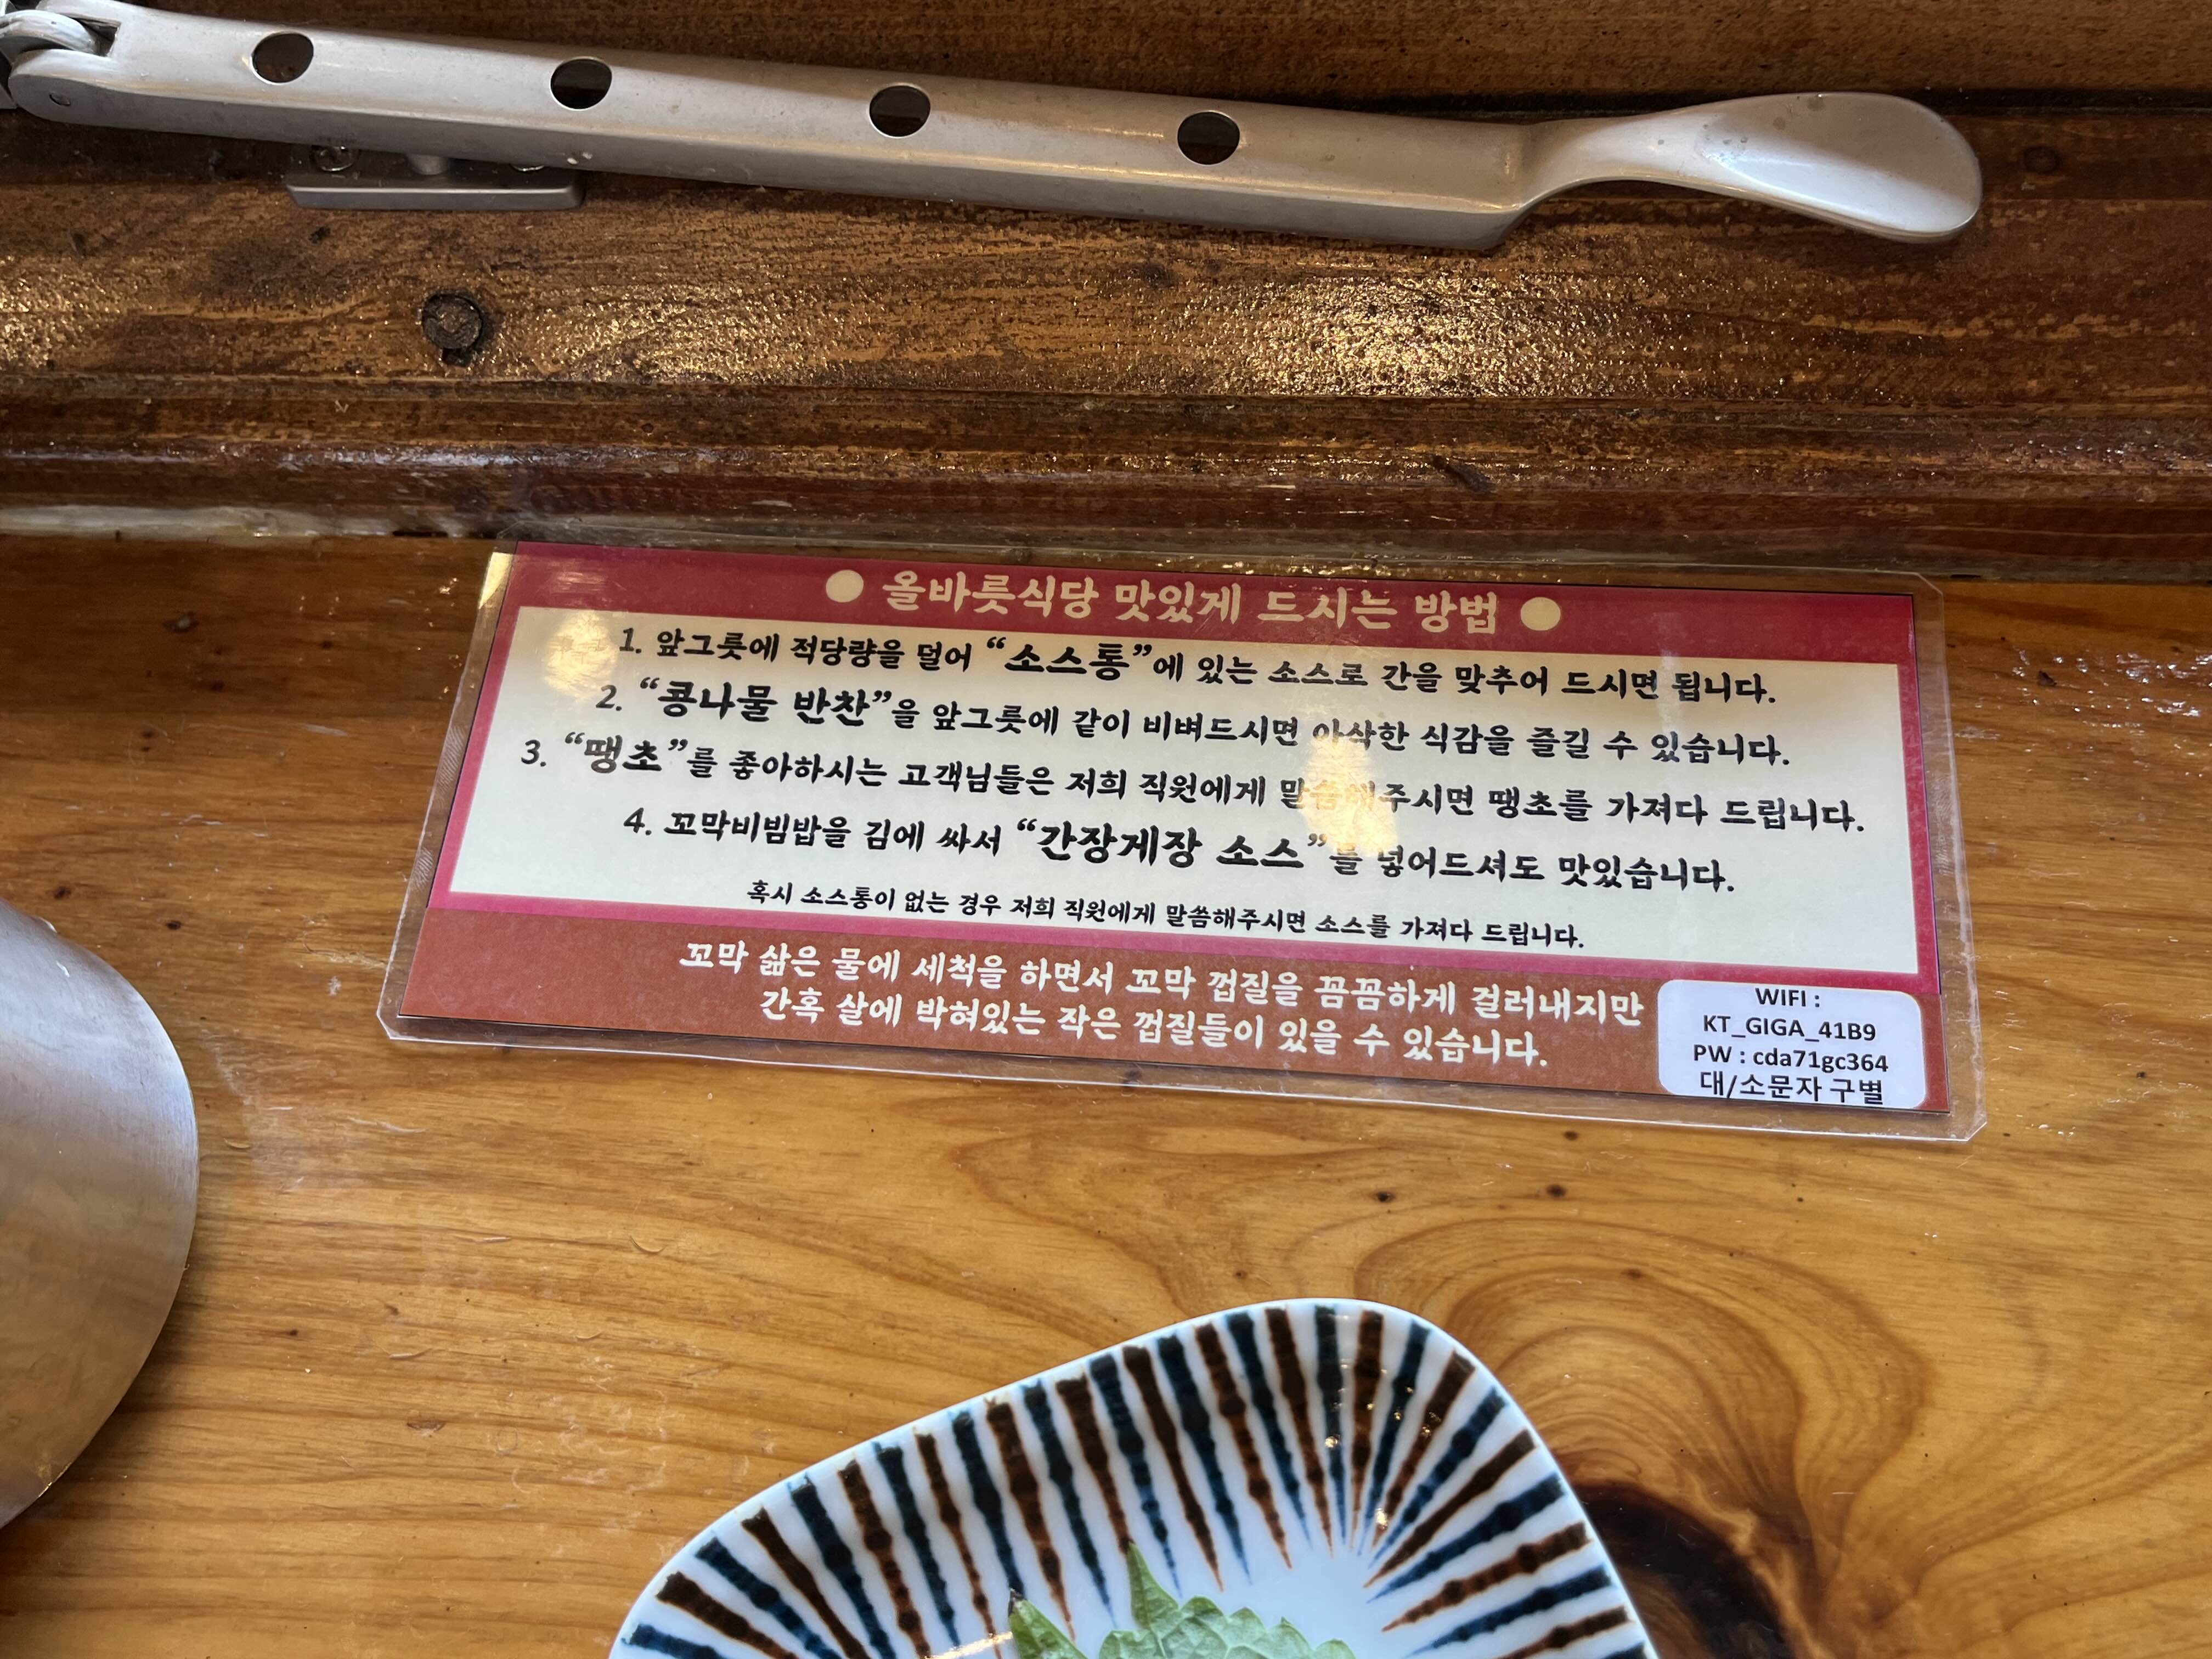 ● 올바릇식당 맛있게 드시는 방법 ●
1. 앞그릇에 적당량을 덜어 “소스통”에 있는 소스로 간을 맞추어 드시면 됩니다.
2. “콩나물 반찬”을 앞그릇에 같이 비벼드시면 아삭한 식감을 즐길 수 있습니다.
3. “땡초”를 좋아하시는 고객님들은 저희 직원에게 말씀해주시면 땡초를 가져다 드립니다.
4. 꼬막비빔밥을 김에 싸서 “간장게장 소스”를 넣어드셔도 맛있습니다.
혹시 소스통이 없는 경우 저희 직원에게 말씀해주시면 소스를 가져다 드립니다.
꼬막 삶은 물에 세척을 하면서 꼬막 껍질을 꼼꼼하게 걸러내지만
간혹 살에 박혀있는 작은 껍질들이 있을 수 있습니다.
WIFI :
KT_GIGA_41B9
PW : cda71gc364
대/소문자 구별